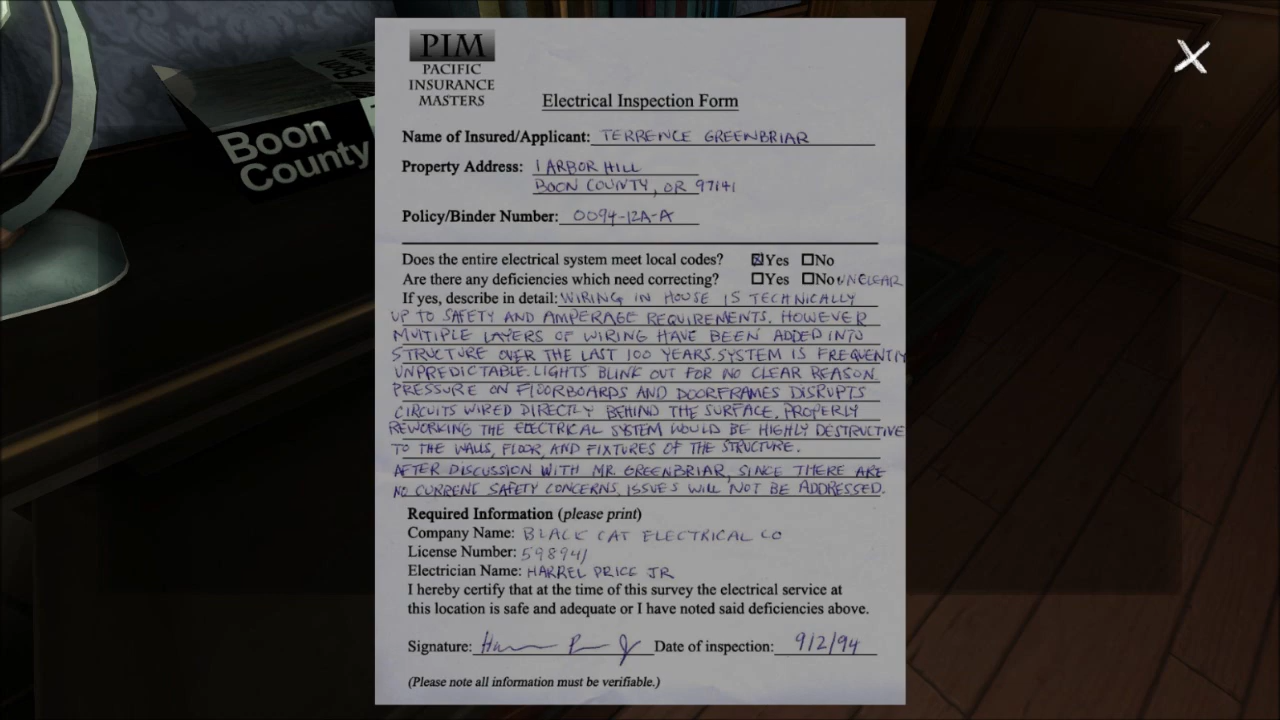 Boon
County
Boon
PIM
PACIFIC
INSURANCE
MASTERS
Electrical Inspection Form
Name of Insured/Applicant: TERRENCE GREENBRIAR
Property Address: 1 ARBOR HILL
BOON COUNTY, OR 97141
Policy/Binder Number: 0094-12A-A
Does the entire electrical system meet local codes? ☒Yes ☐No
Are there any deficiencies which need correcting? ☐Yes ☐No UNCLEAR
If yes, describe in detail: WIRING IN HOUSE IS TECHNICALLY
UP TO SAFETY AND AMPERAGE REQUIREMENTS. HOWEVER
MULTIPLE LAYERS OF WIRING HAVE BEEN ADDED INTO
STRUCTURE OVER THE LAST 100 YEARS. SYSTEM IS FREQUENTLY
UNPREDICTABLE. LIGHTS BLINK OUT FOR NO CLEAR REASON.
PRESSURE ON FLOORBOARDS AND DOORFRAMES DISRUPTS
CIRCUITS WIRED DIRECTLY BEHIND THE SURFACE. PROPERLY
REWORKING THE ELECTRICAL SYSTEM WOULD BE HIGHLY DESTRUCTIVE
TO THE WALLS, FLOOR, AND FIXTURES OF THE STRUCTURE.
AFTER DISCUSSION WITH MR. GREENBRIAR, SINCE THERE ARE
NO CURRENT SAFETY CONCERNS, ISSUES WILL NOT BE ADDRESSED.
Required Information (please print)
Company Name: BLACK CAT ELECTRICAL CO
License Number: 598941
Electrician Name: HARREL PRICE JR
I hereby certify that at the time of this survey the electrical service at
this location is safe and adequate or I have noted said deficiencies above.
Signature: Date of inspection: 9/2/94
(Please note all information must be verifiable.)